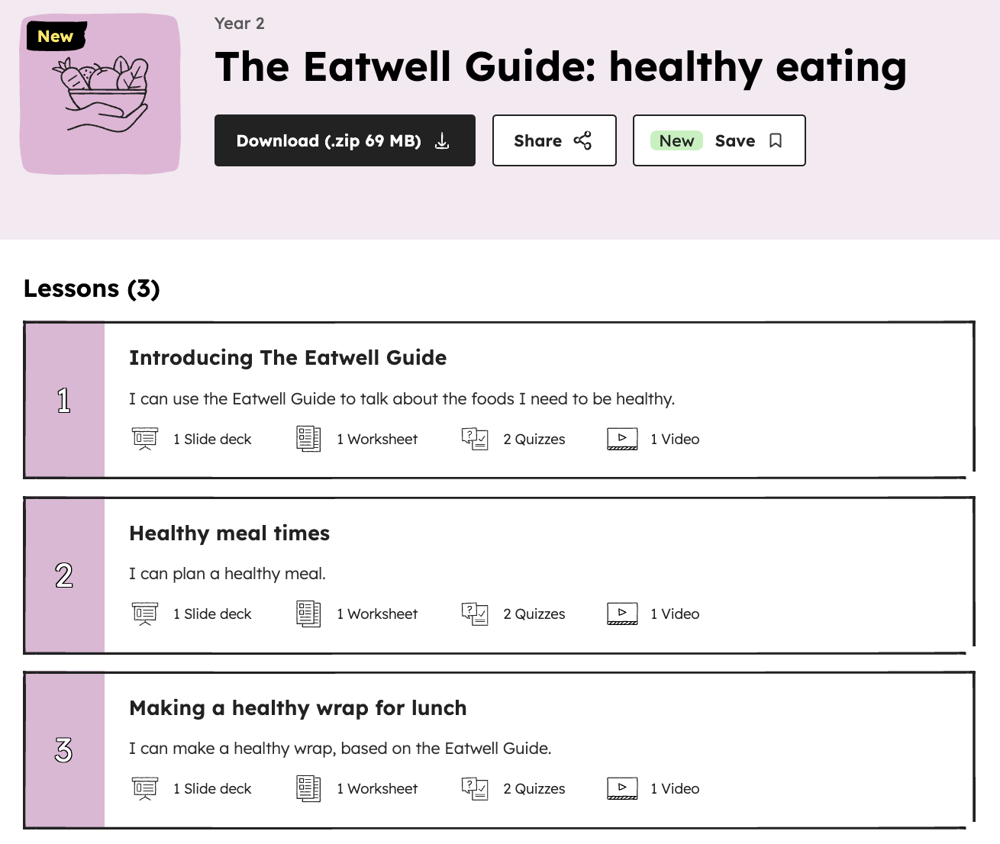 New
Year 2
The Eatwell Guide: healthy eating
Download (.zip 69 MB)
Share
New Save
Lessons (3)
1
Introducing The Eatwell Guide
I can use the Eatwell Guide to talk about the foods I need to be healthy.
1 Slide deck 1 Worksheet 2 Quizzes 1 Video
2
Healthy meal times
I can plan a healthy meal.
1 Slide deck 1 Worksheet 2 Quizzes 1 Video
3
Making a healthy wrap for lunch
I can make a healthy wrap, based on the Eatwell Guide.
1 Slide deck 1 Worksheet 2 Quizzes 1 Video